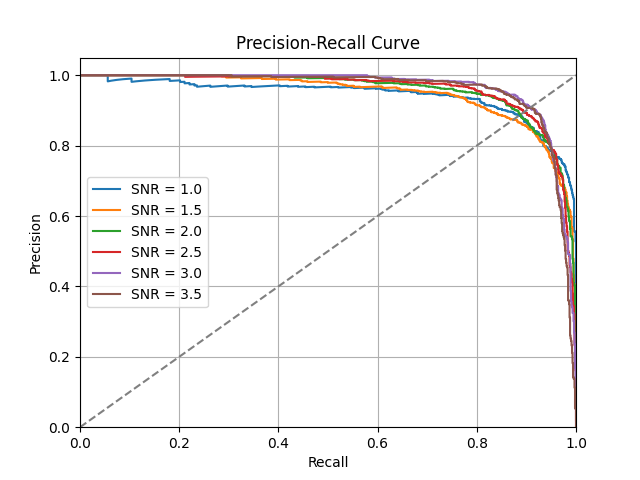 Precision-Recall Curve
1.0
0.8
0.6
0.4
0.2
0.0
Precision
SNR = 1.0
SNR = 1.5
SNR = 2.0
SNR = 2.5
SNR = 3.0
SNR = 3.5
0.0 0.2 0.4 0.6 0.8 1.0
Recall